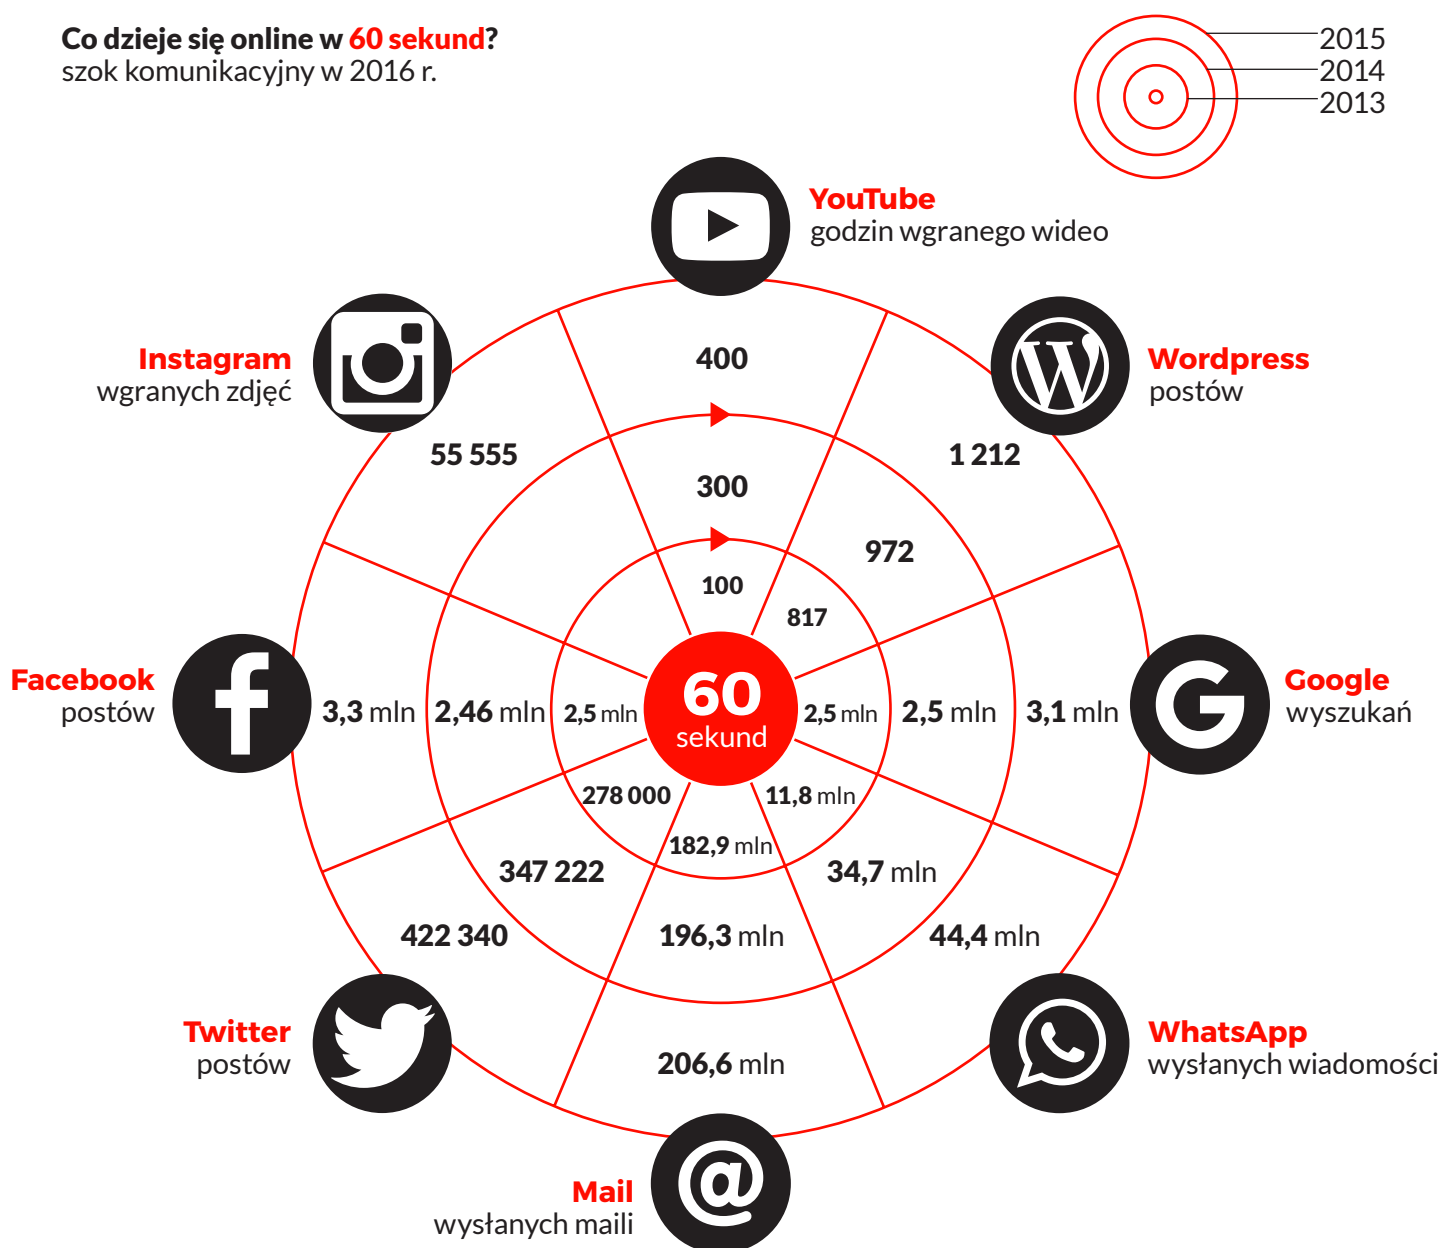 Co dzieje się online w 60 sekund?
szok komunikacyjny w 2016 r.
2015
2014
2013
YouTube
godzin wgranego wideo
Instagram
wgranych zdjęć
Wordpress
postów
400
55 555
1 212
300
972
100
817
Facebook
postów
3,3 mln
2,46 mln
2,5 mln
60
sekund
2,5 mln
2,5 mln
3,1 mln
Google
wyszukań
278 000
11,8 mln
182,9 mln
347 222
34,7 mln
422 340
196,3 mln
44,4 mln
Twitter
postów
206,6 mln
WhatsApp
wysłanych wiadomości
Mail
wysłanych maili
@